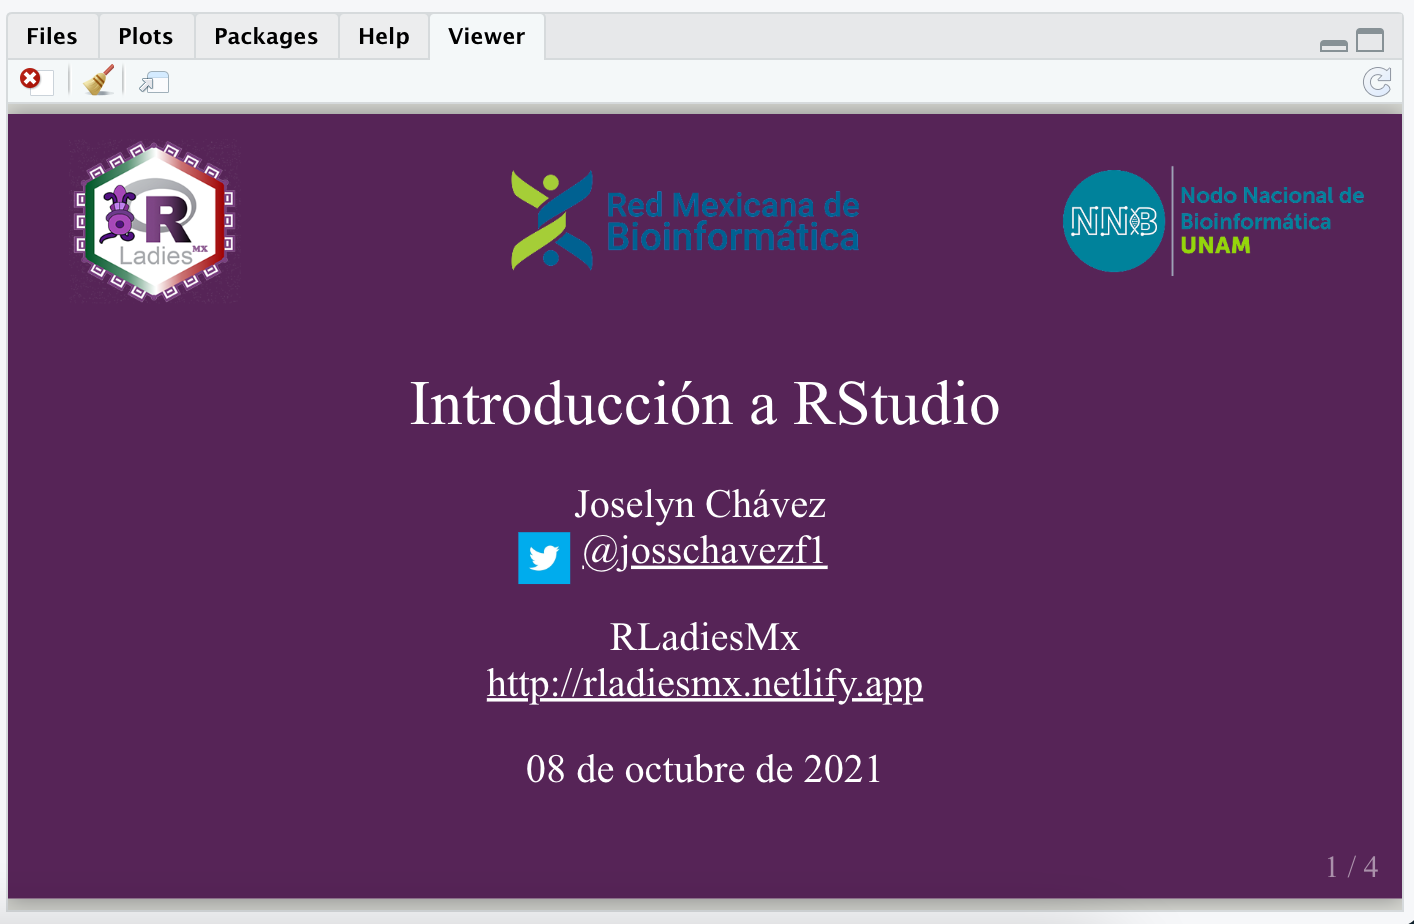 Files Plots Packages Help Viewer
R
Ladies MX
Red Mexicana de
Bioinformática
NNB
Nodo Nacional de
Bioinformática
UNAM
Introducción a RStudio
Joselyn Chávez
@josschavezf1
RLadiesMx
http://rladiesmx.netlify.app
08 de octubre de 2021
1 / 4